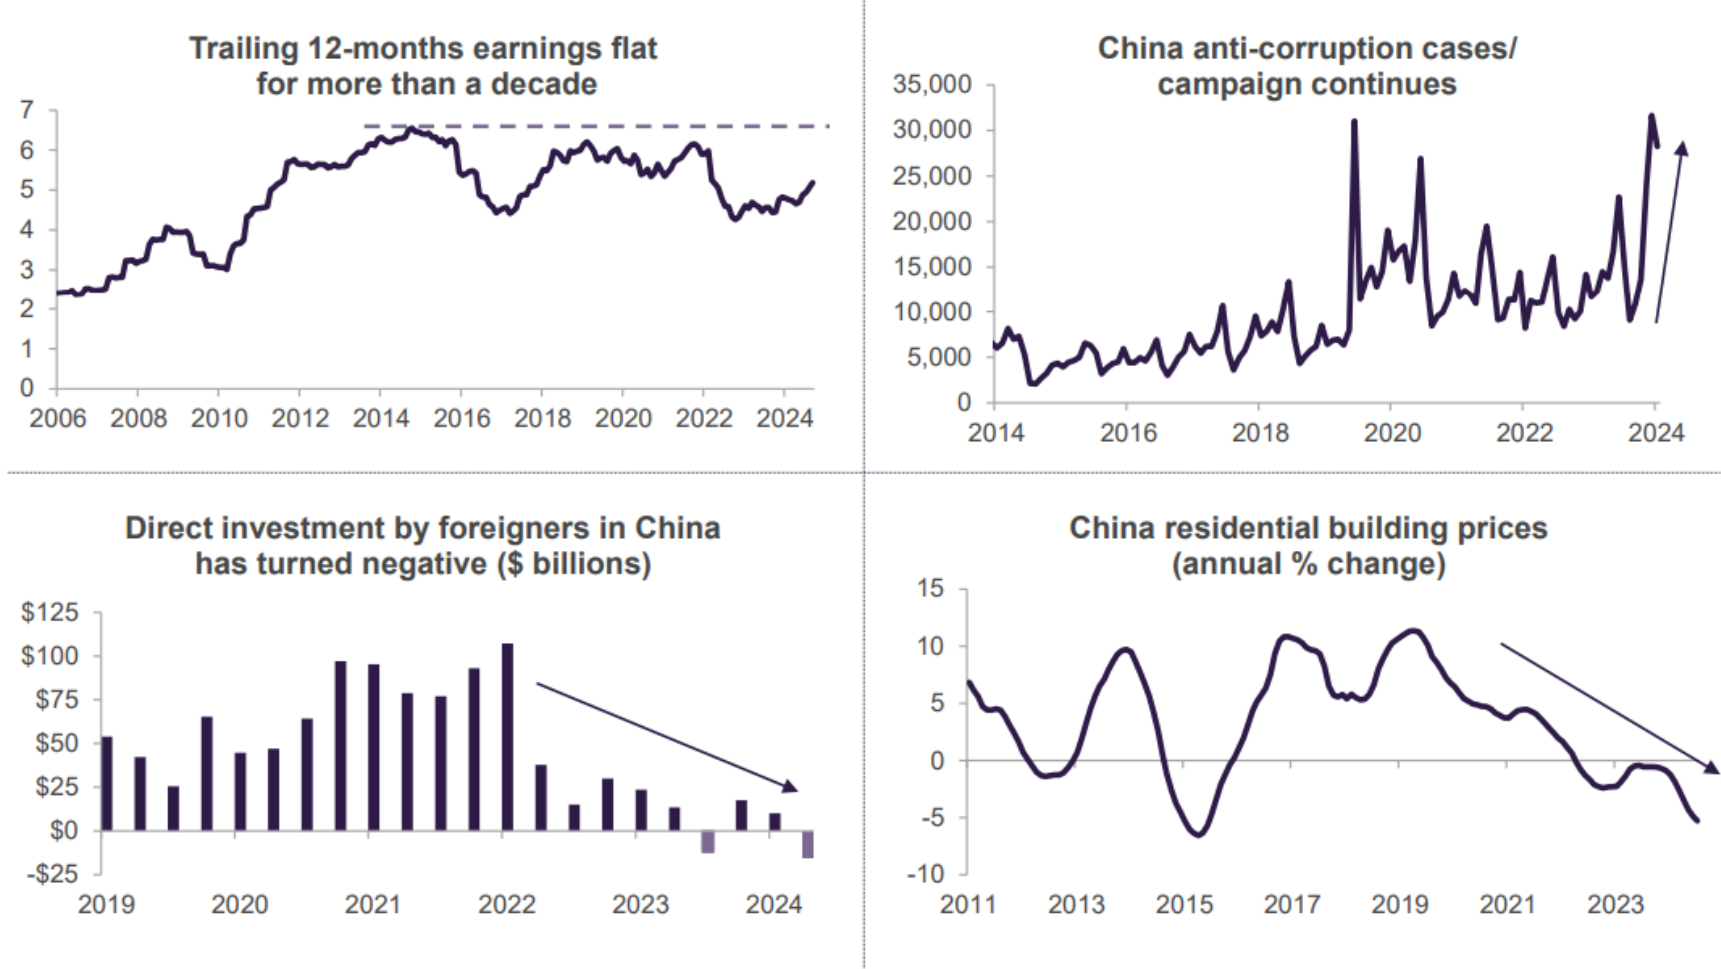 Trailing 12-months earnings flat
for more than a decade
7
6
5
4
3
2
1
0
2006 2008 2010 2012 2014 2016 2018 2020 2022 2024
China anti-corruption cases/
campaign continues
35,000
30,000
25,000
20,000
15,000
10,000
5,000
0
2014 2016 2018 2020 2022 2024
Direct investment by foreigners in China
has turned negative ($ billions)
$125
$100
$75
$50
$25
$0
-$25
2019 2020 2021 2022 2023 2024
China residential building prices
(annual % change)
15
10
5
0
-5
-10
2011 2013 2015 2017 2019 2021 2023